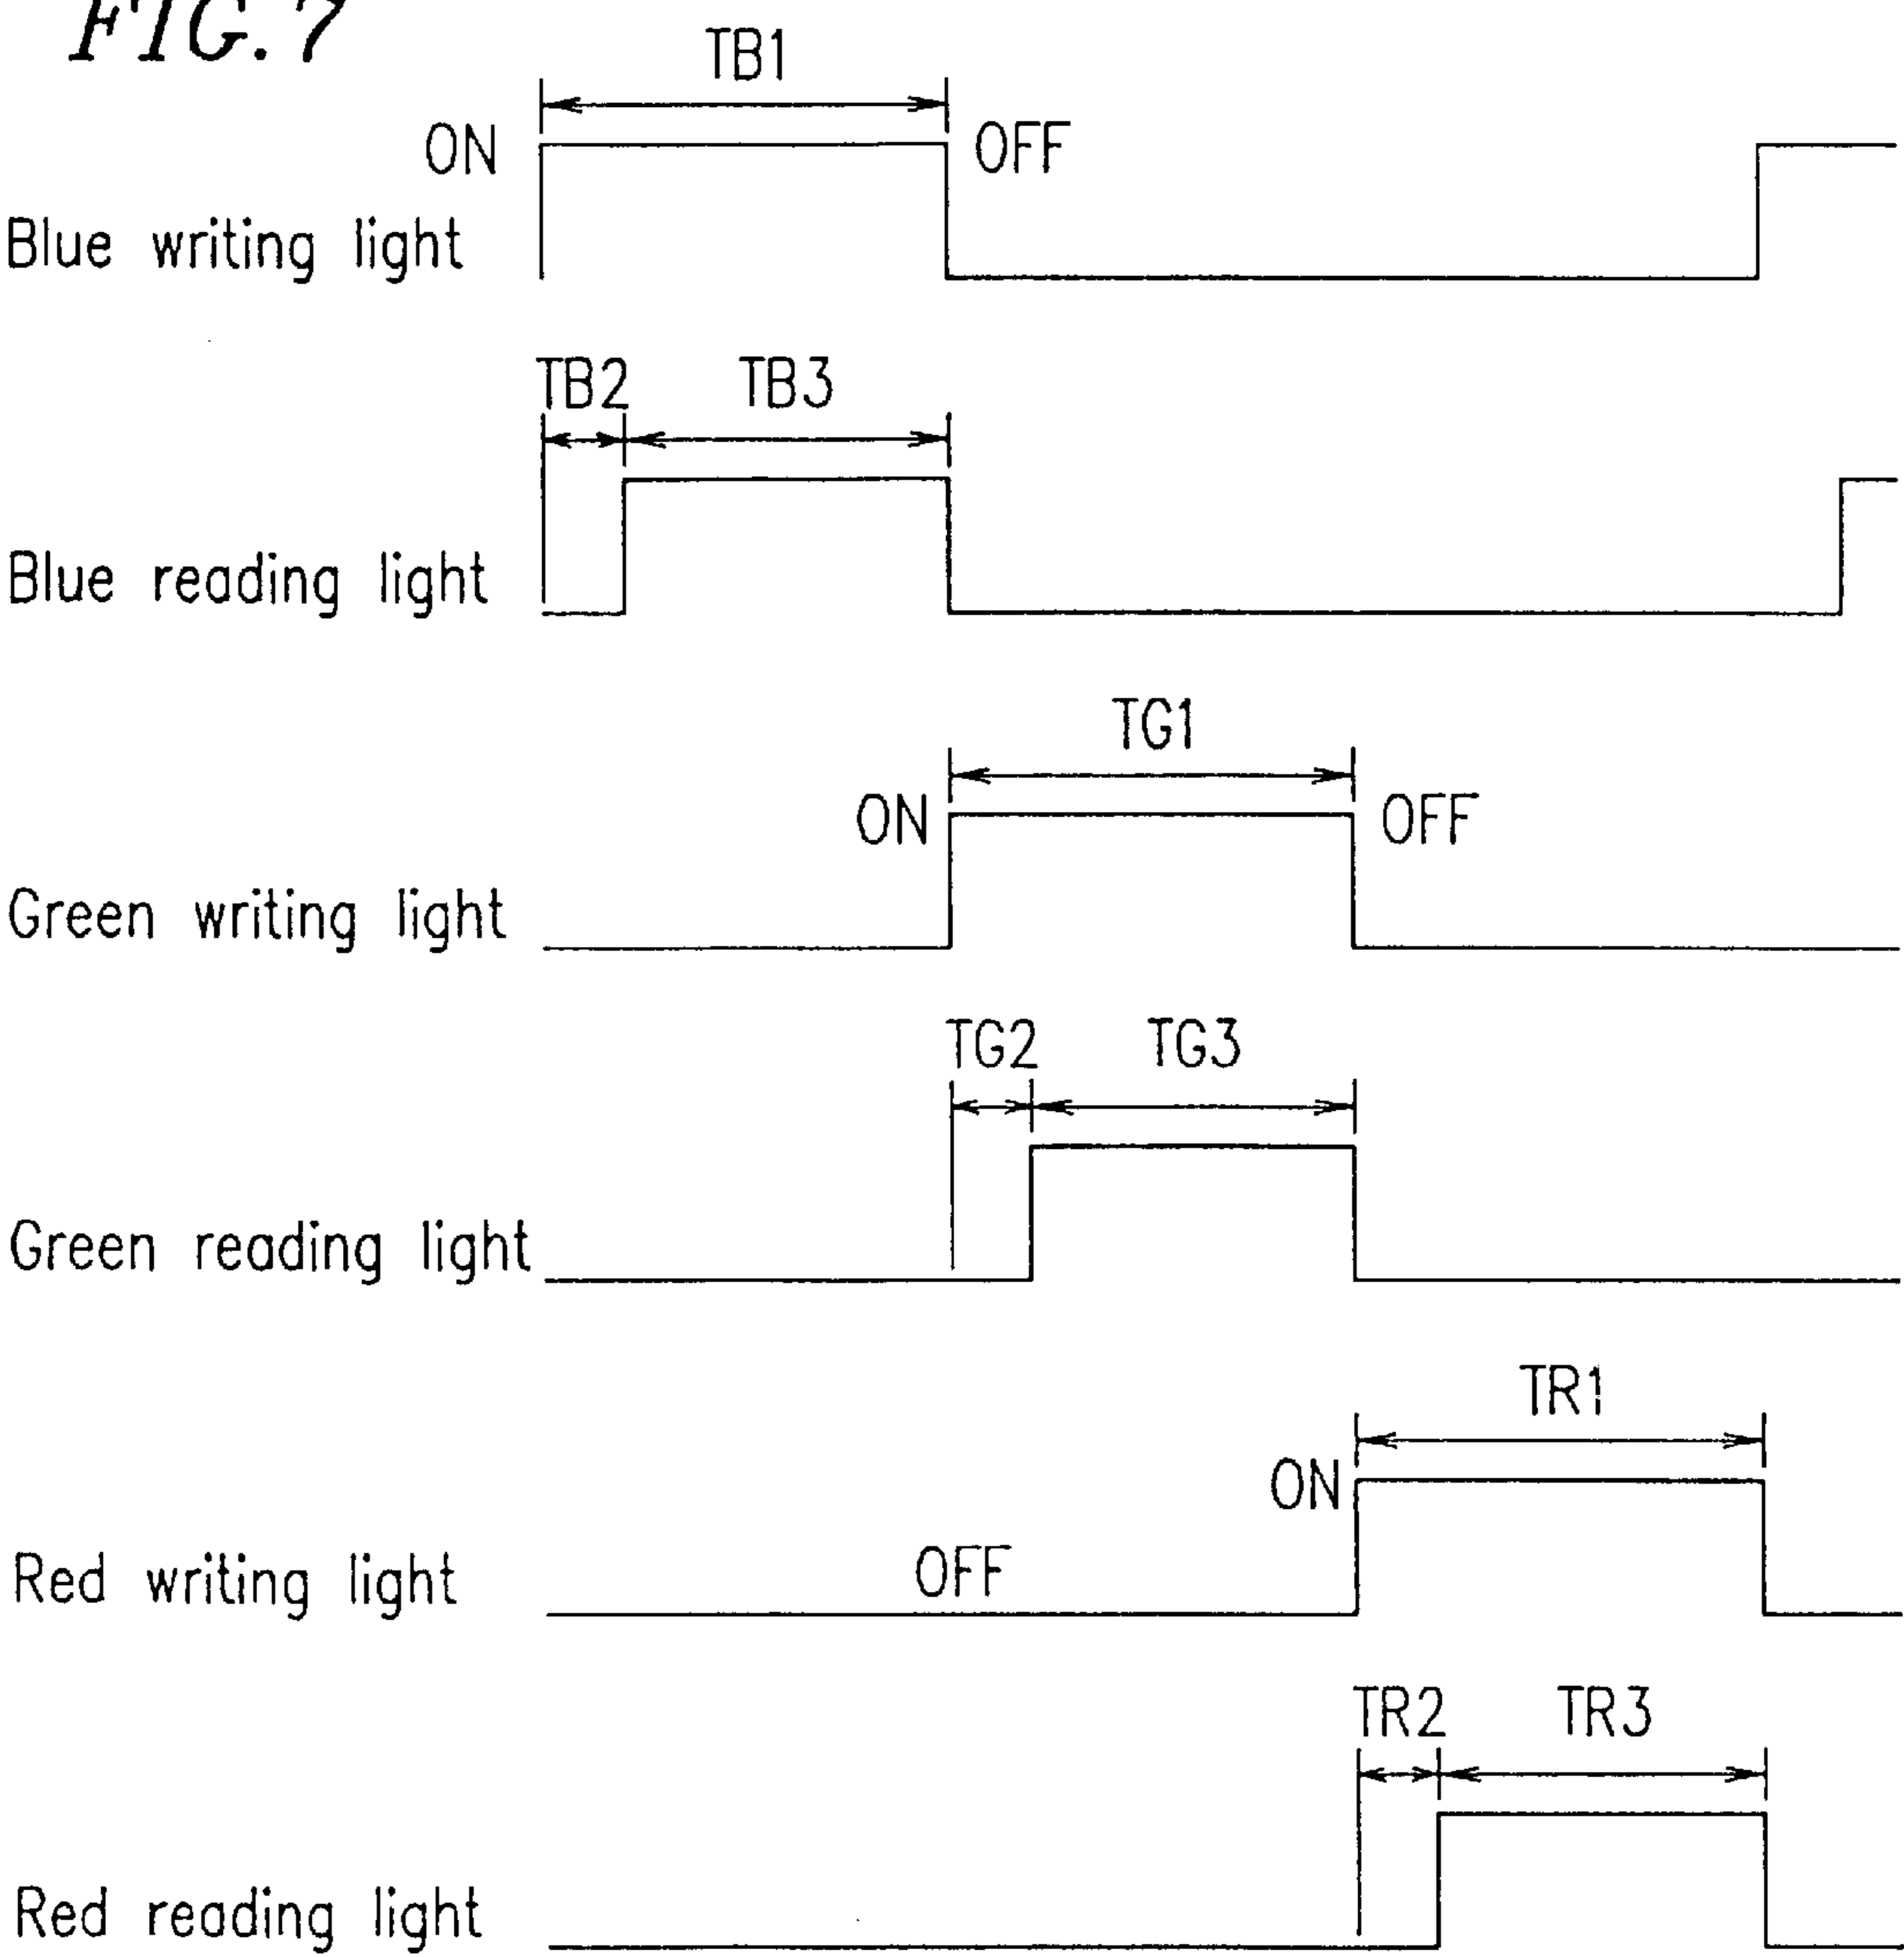 FIG. 7
TB1
ON OFF
Blue writing light
TB2 TB3
Blue reading light
TG1
ON OFF
Green writing light
TG2 TG3
Green reading light
TR1
ON
OFF
Red writing light
TR2 TR3
Red reading light